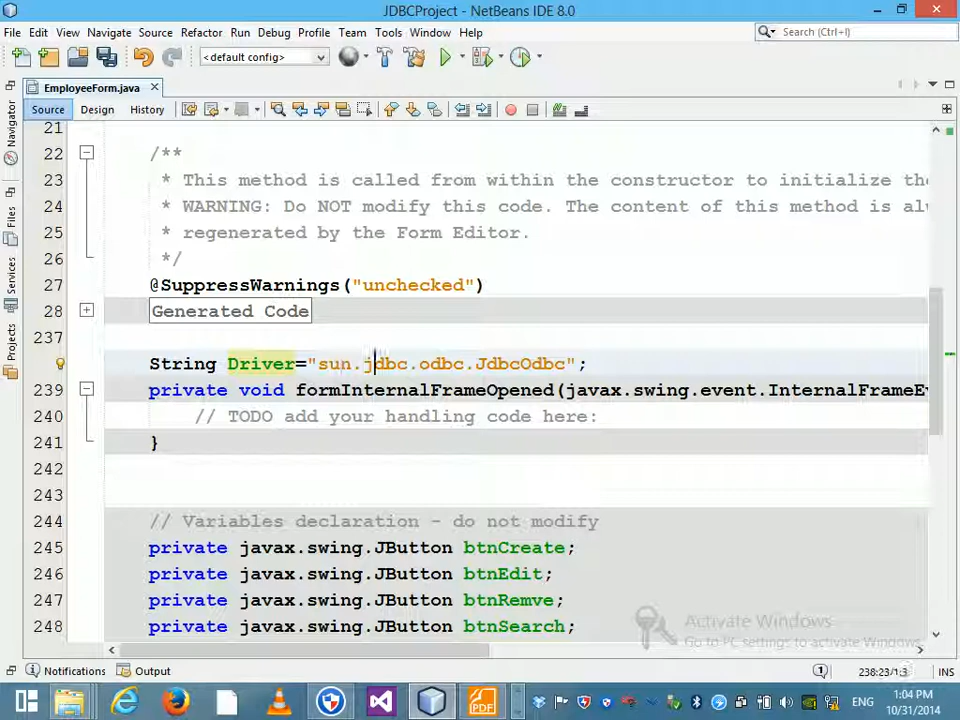 JDBCProject - NetBeans IDE 8.0
File Edit View Navigate Source Refactor Run Debug Profile Team Tools Window Help
Search (Ctrl+I)
<default config>
EmployeeForm.java
Source Design History
Navigator
Files
Services
Projects
21
22 /**
23 * This method is called from within the constructor to initialize the
24 * WARNING: Do NOT modify this code. The content of this method is al
25 * regenerated by the Form Editor.
26 */
27 @SuppressWarnings("unchecked")
28 Generated Code
237
String Driver="sun.jdbc.odbc.JdbcOdbc";
239 private void formInternalFrameOpened(javax.swing.event.InternalFrameEv
240 // TODO add your handling code here:
241 }
242
243
244 // Variables declaration - do not modify
245 private javax.swing.JButton btnCreate;
246 private javax.swing.JButton btnEdit;
247 private javax.swing.JButton btnRemve;
248 private javax.swing.JButton btnSearch;
Activate Windows
Go to PC settings to activate Windows.
Notifications Output
238:23/1:3 INS
PDF
ENG
1:04 PM
10/31/2014